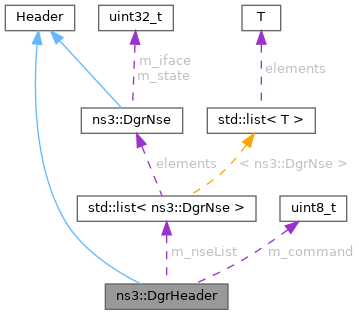 Header
uint32_t
T
m_iface
m_state
elements
ns3::DgrNse
std::list< T >
elements
< ns3::DgrNse >
std::list< ns3::DgrNse >
uint8_t
m_nseList
m_command
ns3::DgrHeader